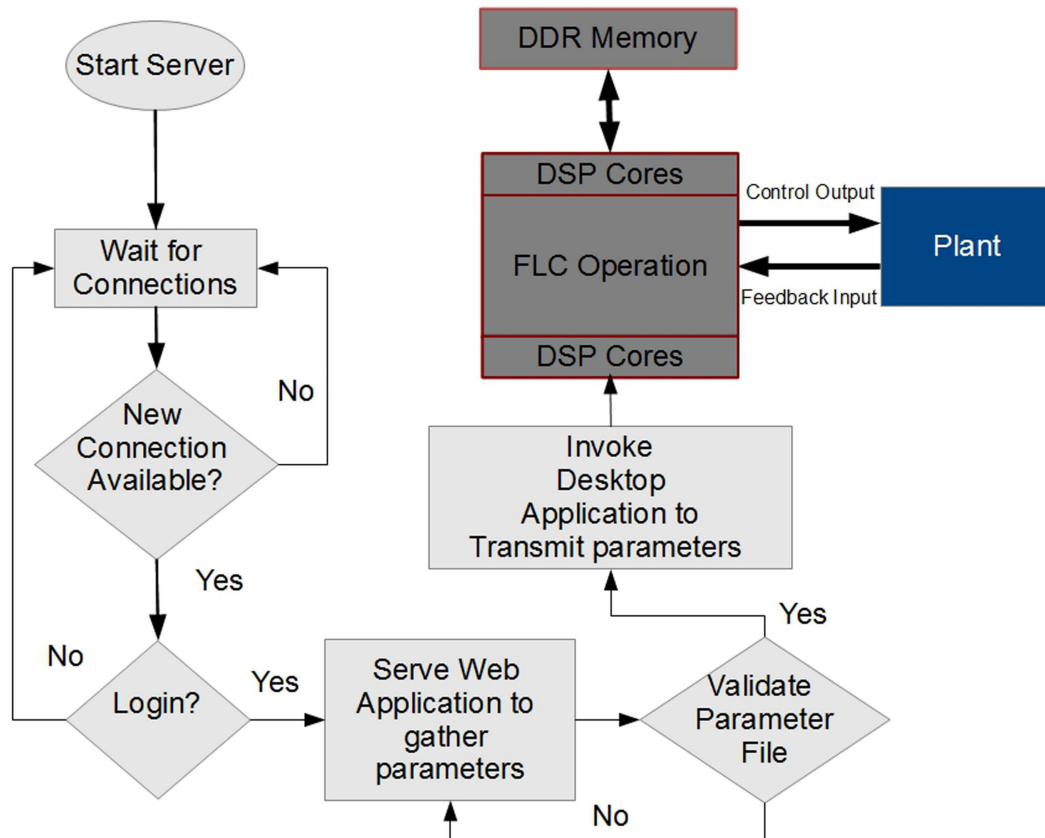 Start Server
Wait for
Connections
New
Connection
Available?
No
Yes
Login?
No
Yes
Serve Web
Application to
gather
parameters
Validate
Parameter
File
No
Yes
Invoke
Desktop
Application to
Transmit parameters
DDR Memory
DSP Cores
FLC Operation
DSP Cores
Control Output
Feedback Input
Plant